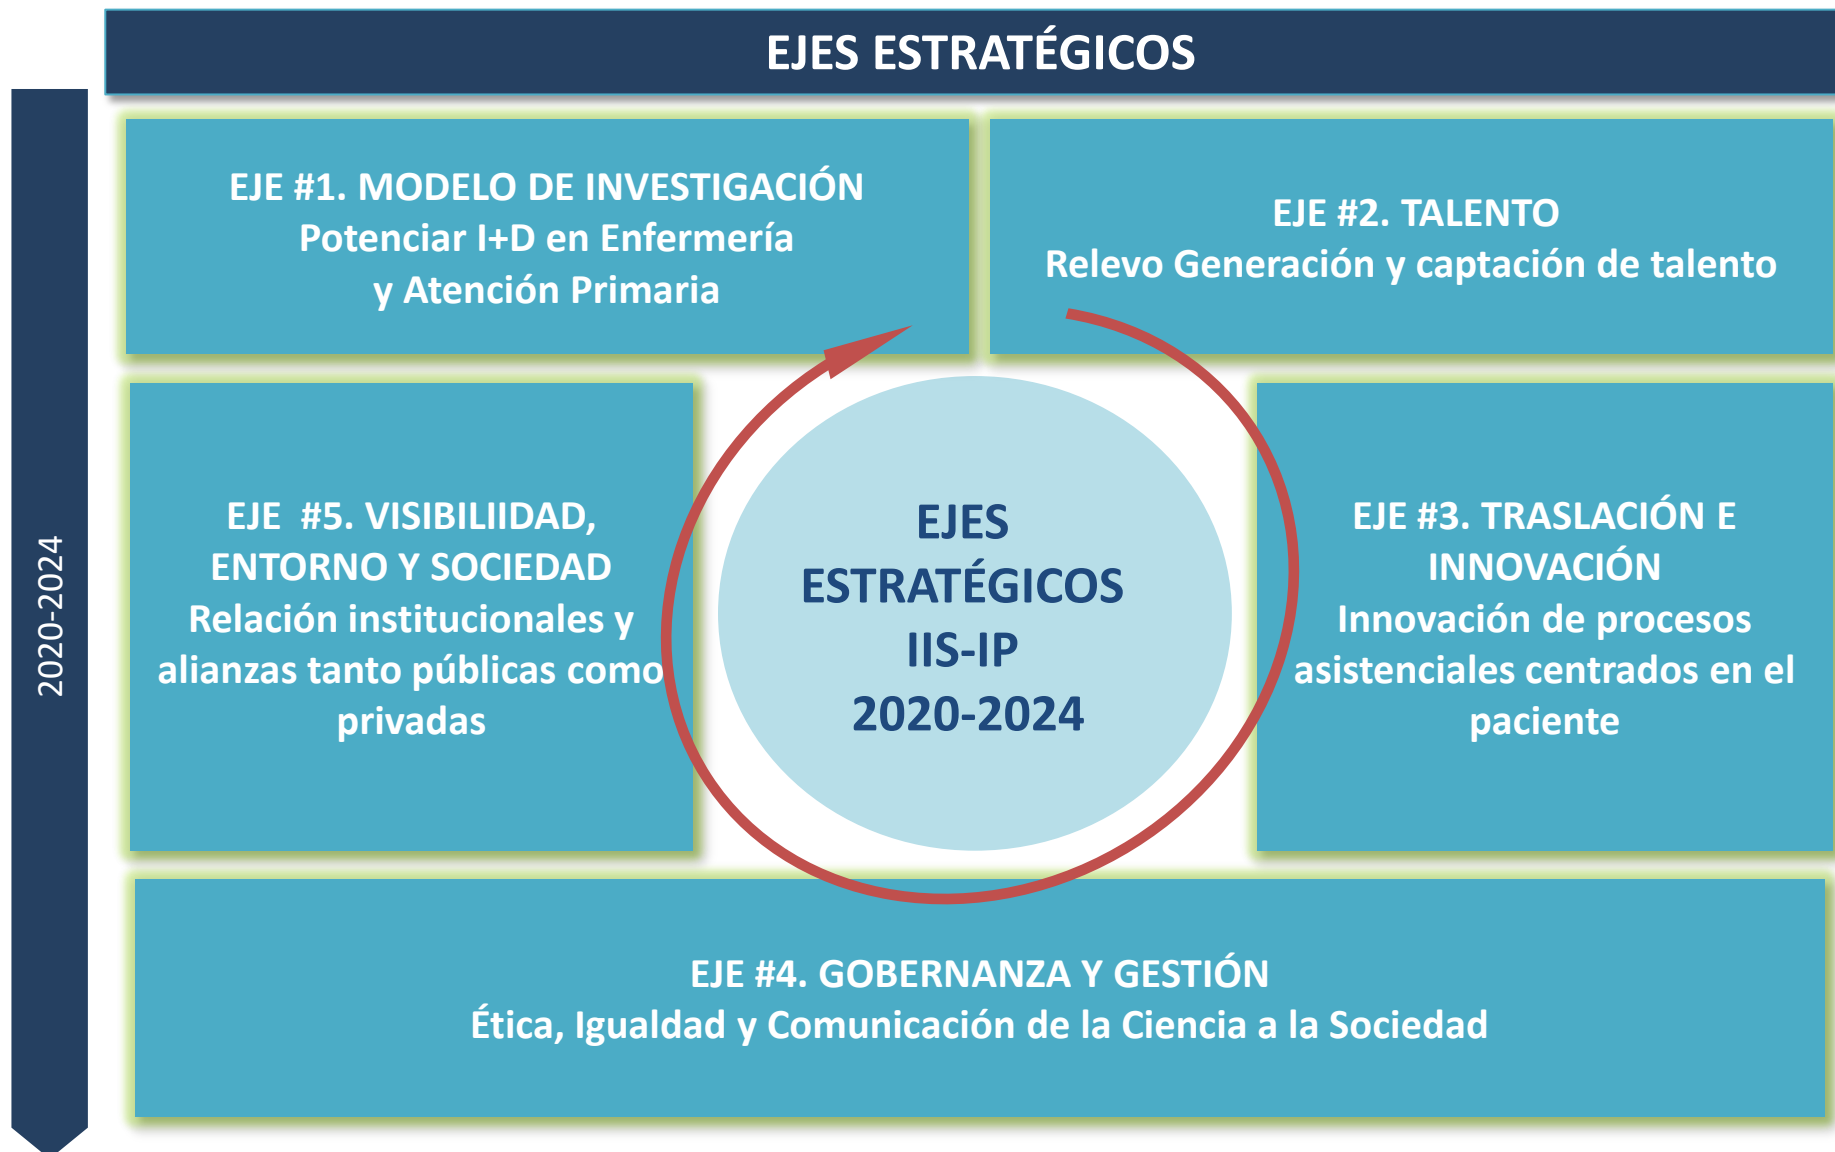 EJES ESTRATÉGICOS
2020-2024
EJE #1. MODELO DE INVESTIGACIÓN
Potenciar I+D en Enfermería
y Atención Primaria
EJE #2. TALENTO
Relevo Generación y captación de talento
EJE  #5. VISIBILIIDAD,
ENTORNO Y SOCIEDAD
Relación institucionales y
alianzas tanto públicas como
privadas
EJES
ESTRATÉGICOS
IIS-IP
2020-2024
EJE #3. TRASLACIÓN E
INNOVACIÓN
Innovación de procesos
asistenciales centrados en el
paciente
EJE #4. GOBERNANZA Y GESTIÓN
Ética, Igualdad y Comunicación de la Ciencia a la Sociedad